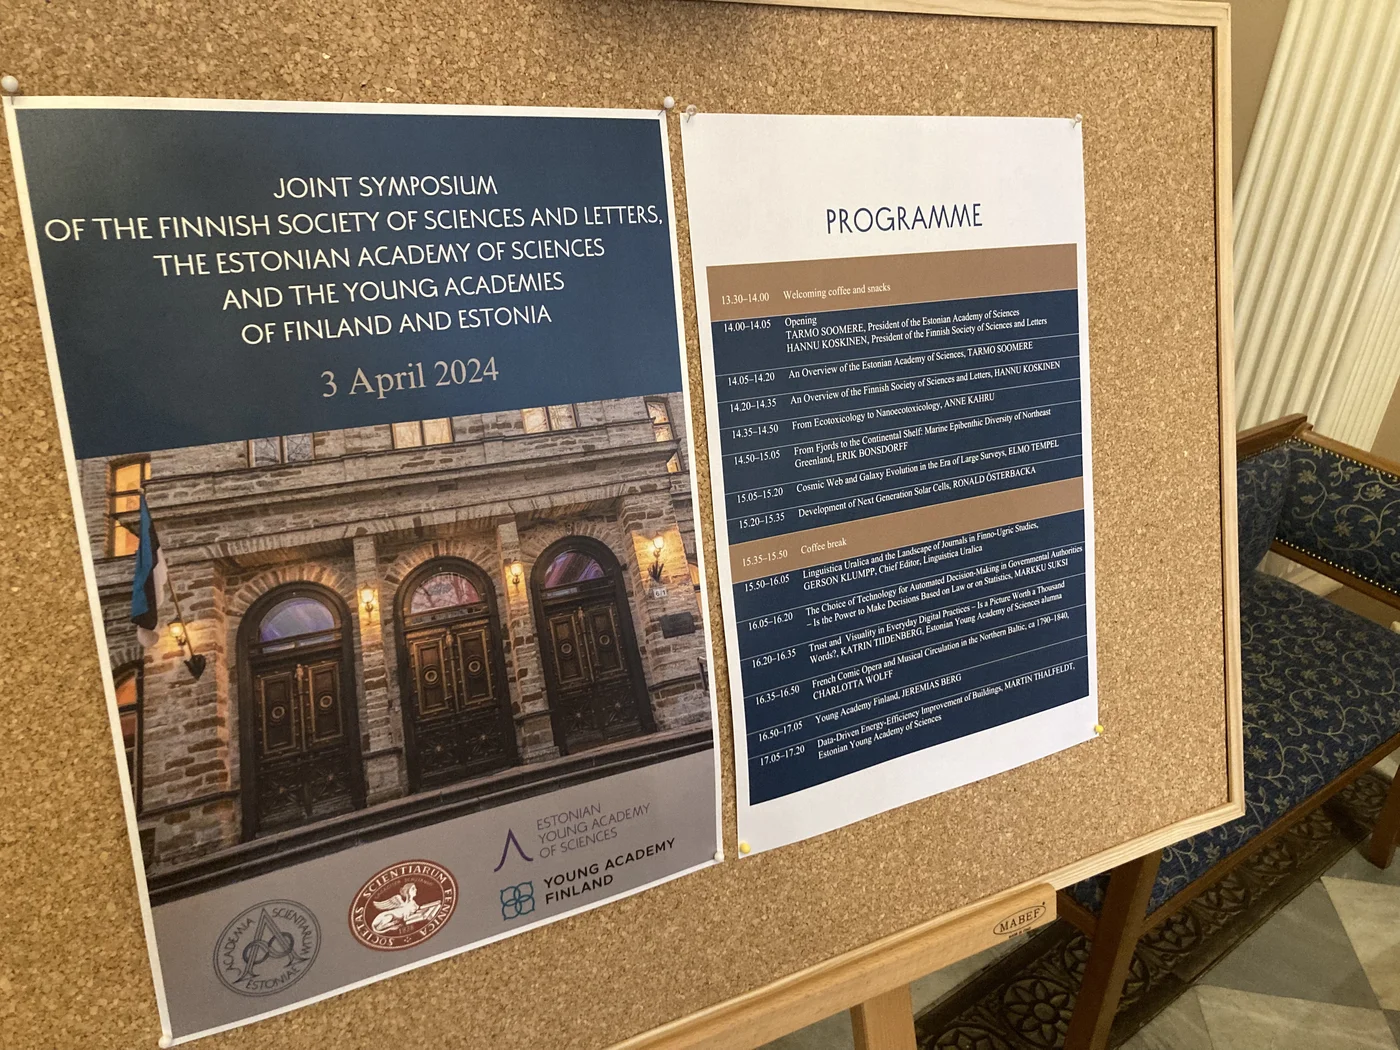 JOINT SYMPOSIUM
OF THE FINNISH SOCIETY OF SCIENCES AND LETTERS,
THE ESTONIAN ACADEMY OF SCIENCES
AND THE YOUNG ACADEMIES
OF FINLAND AND ESTONIA
3 April 2024
ESTONIAN
YOUNG ACADEMY
OF SCIENCES
YOUNG ACADEMY
FINLAND
SOCIETAS SCIENTIARUM FENNICA
1838
ACADEMIA SCIENTIARUM ESTONIAE
PROGRAMME
13.30–14.00 Welcoming coffee and snacks
14.00–14.05 Opening
TARMO SOOMERE, President of the Estonian Academy of Sciences
HANNU KOSKINEN, President of the Finnish Society of Sciences and Letters
14.05–14.20 An Overview of the Estonian Academy of Sciences, TARMO SOOMERE
14.20–14.35 An Overview of the Finnish Society of Sciences and Letters, HANNU KOSKINEN
14.35–14.50 From Ecotoxicology to Nanoecotoxicology, ANNE KAHRU
14.50–15.05 From Fjords to the Continental Shelf: Marine Epibenthic Diversity of Northeast
Greenland, ERIK BONSDORFF
15.05–15.20 Cosmic Web and Galaxy Evolution in the Era of Large Surveys, ELMO TEMPEL
15.20–15.35 Development of Next Generation Solar Cells, RONALD ÖSTERBACKA
15.35–15.50 Coffee break
15.50–16.05 Linguistica Uralica and the Landscape of Journals in Finno-Ugric Studies,
GERSON KLUMPP, Chief Editor, Linguistica Uralica
16.05–16.20 The Choice of Technology for Automated Decision-Making in Governmental Authorities
– Is the Power to Make Decisions Based on Law or on Statistics, MARKKU SUKSI
16.20–16.35 Trust and Visuality in Everyday Digital Practices – Is a Picture Worth a Thousand
Words?, KATRIN TIIDENBERG, Estonian Young Academy of Sciences alumna
16.35–16.50 French Comic Opera and Musical Circulation in the Northern Baltic, ca 1790–1840,
CHARLOTTA WOLFF
16.50–17.05 Young Academy Finland, JEREMIAS BERG
17.05–17.20 Data-Driven Energy-Efficiency Improvement of Buildings, MARTIN THALFELDT,
Estonian Young Academy of Sciences
MABEF